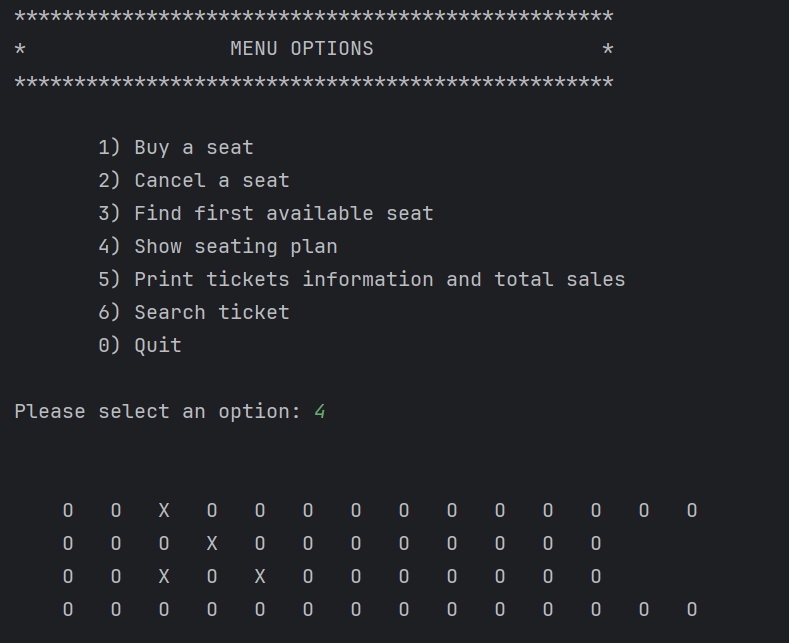 **************************************************
*                 MENU OPTIONS                   *
**************************************************
1) Buy a seat
2) Cancel a seat
3) Find first available seat
4) Show seating plan
5) Print tickets information and total sales
6) Search ticket
0) Quit
Please select an option: 4
O O X O O O O O O O O O O O
O O O X O O O O O O O O
O O X O X O O O O O O O
O O O O O O O O O O O O O O